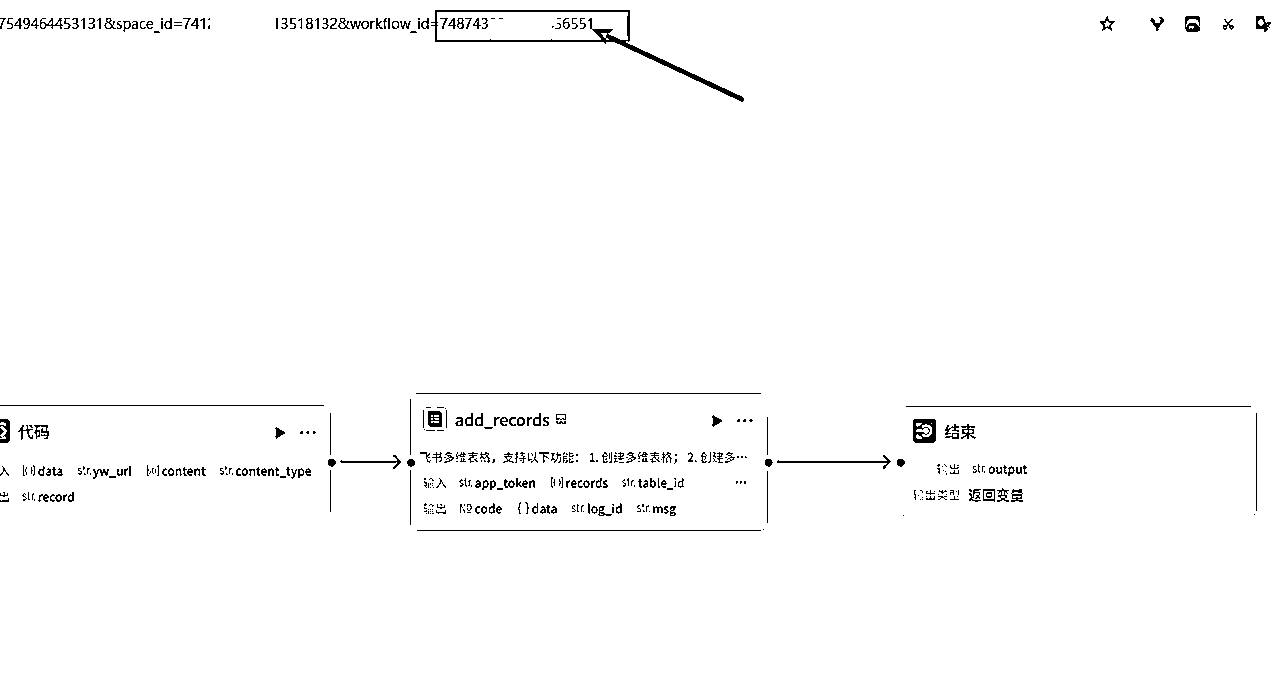 7549464453131&space_id=741 13518132&workflow_id=74874 56551
代码
入 data str.yw_url content str.content_type
出 str.record
add_records
飞书多维表格，支持以下功能： 1. 创建多维表格； 2. 创建多…
输入 str.app_token records str.table_id …
输出 code { } data str.log_id str.msg
结束
输出 str.output
输出类型 返回变量